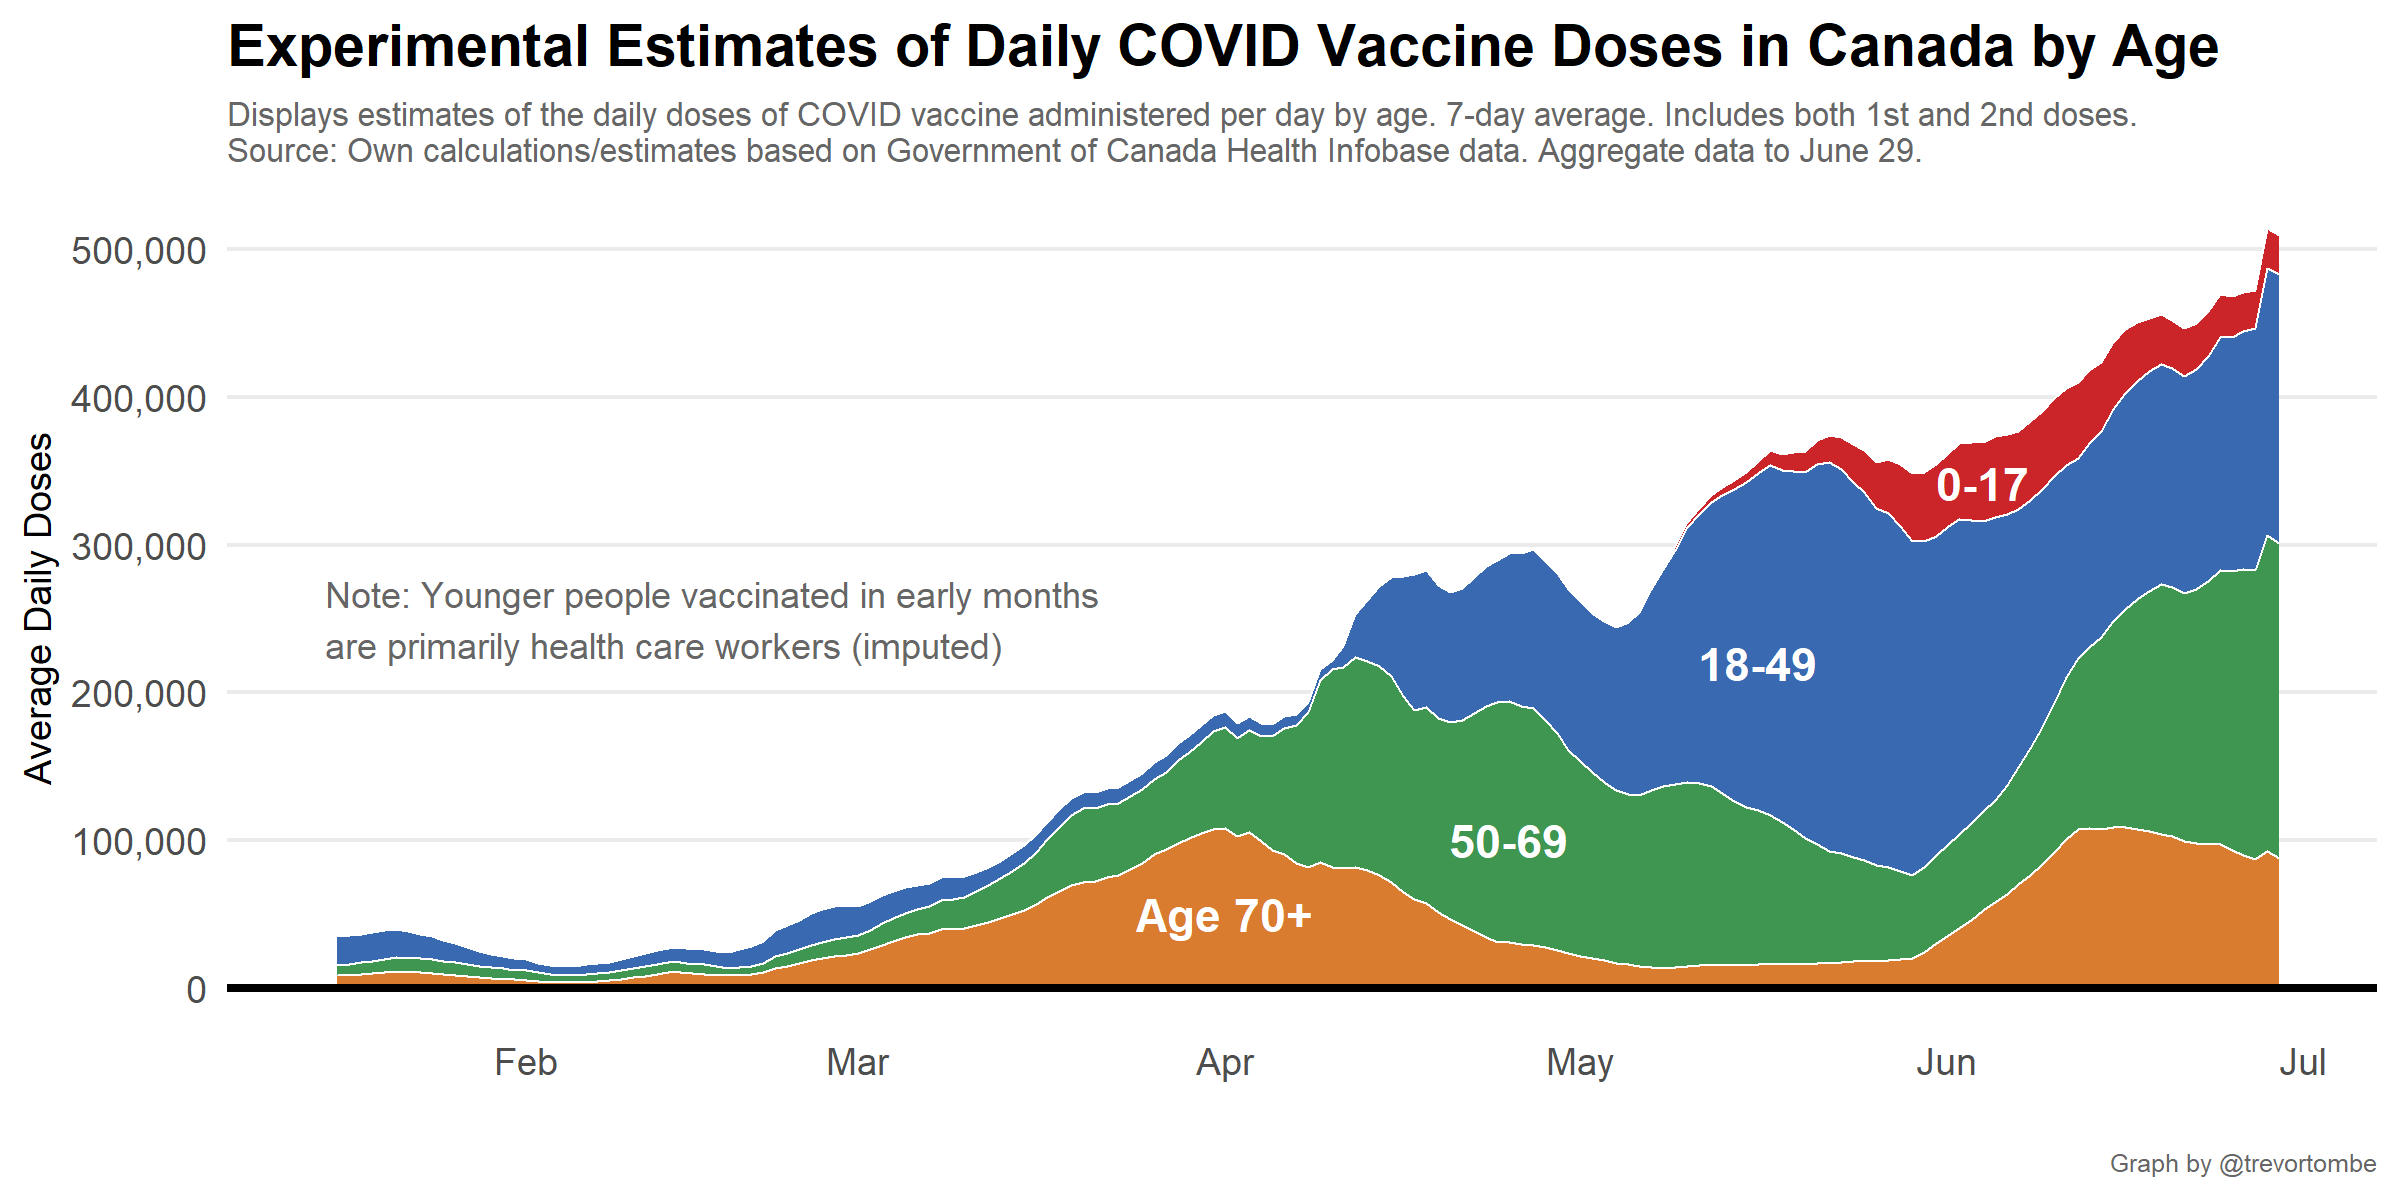 Experimental Estimates of Daily COVID Vaccine Doses in Canada by Age
Displays estimates of the daily doses of COVID vaccine administered per day by age. 7-day average. Includes both 1st and 2nd doses.
Source: Own calculations/estimates based on Government of Canada Health Infobase data. Aggregate data to June 29.
Average Daily Doses
500,000
400,000
300,000
200,000
100,000
0
Note: Younger people vaccinated in early months
are primarily health care workers (imputed)
0-17
18-49
50-69
Age 70+
Feb
Mar
Apr
May
Jun
Jul
Graph by @trevortombe